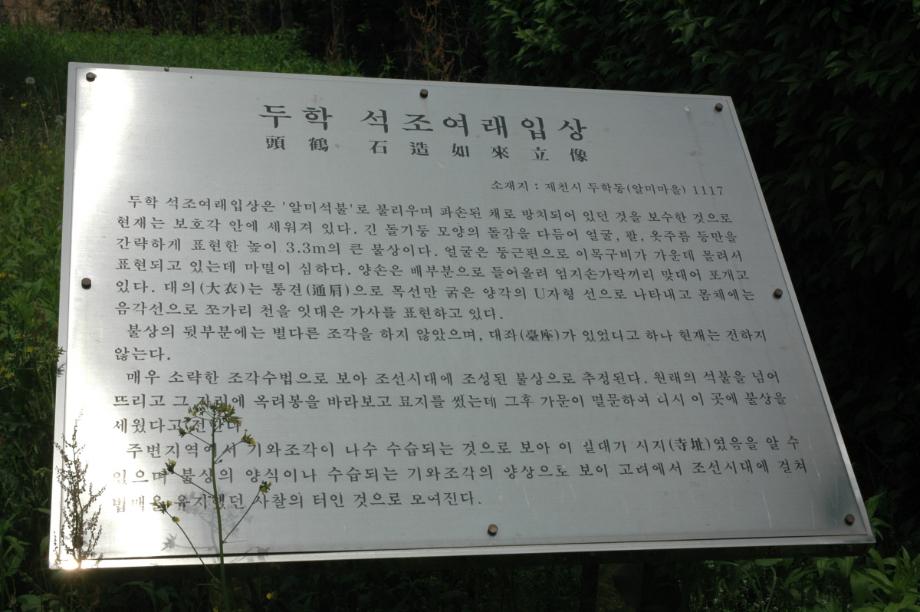 두학 석조여래입상
頭鶴 石造如來立像
소재지 : 제천시 두학동(알미마을) 1117
두학 석조여래입상은 '알미석불'로 불리우며 파손된 채로 방치되어 있던 것을 보수한 것으로
현재는 보호각 안에 세워져 있다. 긴 돌기둥 모양의 돌감을 다듬어 얼굴, 팔, 옷주름 등만을
간략하게 표현한 높이 3.3m의 큰 불상이다. 얼굴은 둥근편으로 이목구비가 가운데 몰려서
표현되고 있는데 마멸이 심하다. 양손은 배부분으로 들어올려 엄지손가락끼리 맞대어 포개고
있다. 대의(大衣)는 통견(通肩)으로 목선만 굵은 양각의 U자형 선으로 나타내고 몸체에는
음각선으로 쪼가리 천을 잇대은 가사를 표현하고 있다.
불상의 뒷부분에는 별다른 조각을 하지 않았으며, 대좌(臺座)가 있었다고 하나 현재는 전하지
않는다.
매우 소략한 조각수법으로 보아 조선시대에 조성된 불상으로 추정된다. 원래의 석불을 넘어
뜨리고 그 자리에 옥려봉을 바라보고 묘지를 썼는데 그후 가문이 멸문하여 다시 이 곳에 불상을
세웠다고 전한다.
주변지역에서 기와조각이 다수 수습되는 것으로 보아 이 일대가 사지(寺址)였음을 알 수
있으며 불상의 양식이나 수습되는 기와조각의 양상으로 보아 고려에서 조선시대에 걸쳐
법맥을 유지했던 사찰의 터인 것으로 모여진다.